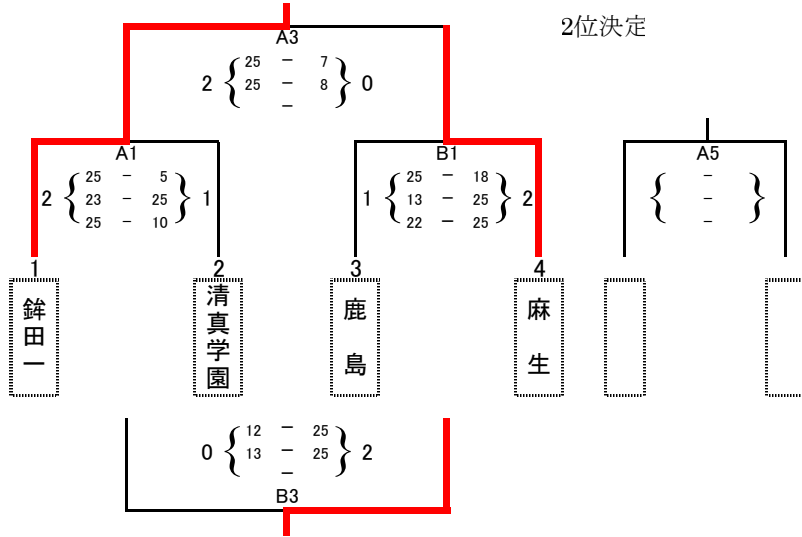 2位決定
A3
2 { 25 － 7 } 0
25 － 8
－
A1
2 { 25 － 5 } 1
23 － 25
25 － 10
B1
1 { 25 － 18 } 2
13 － 25
22 － 25
A5
{ － }
－
－
1
2
3
4
鉾田一
清真学園
鹿島
麻生
0 { 12 － 25 } 2
13 － 25
－
B3